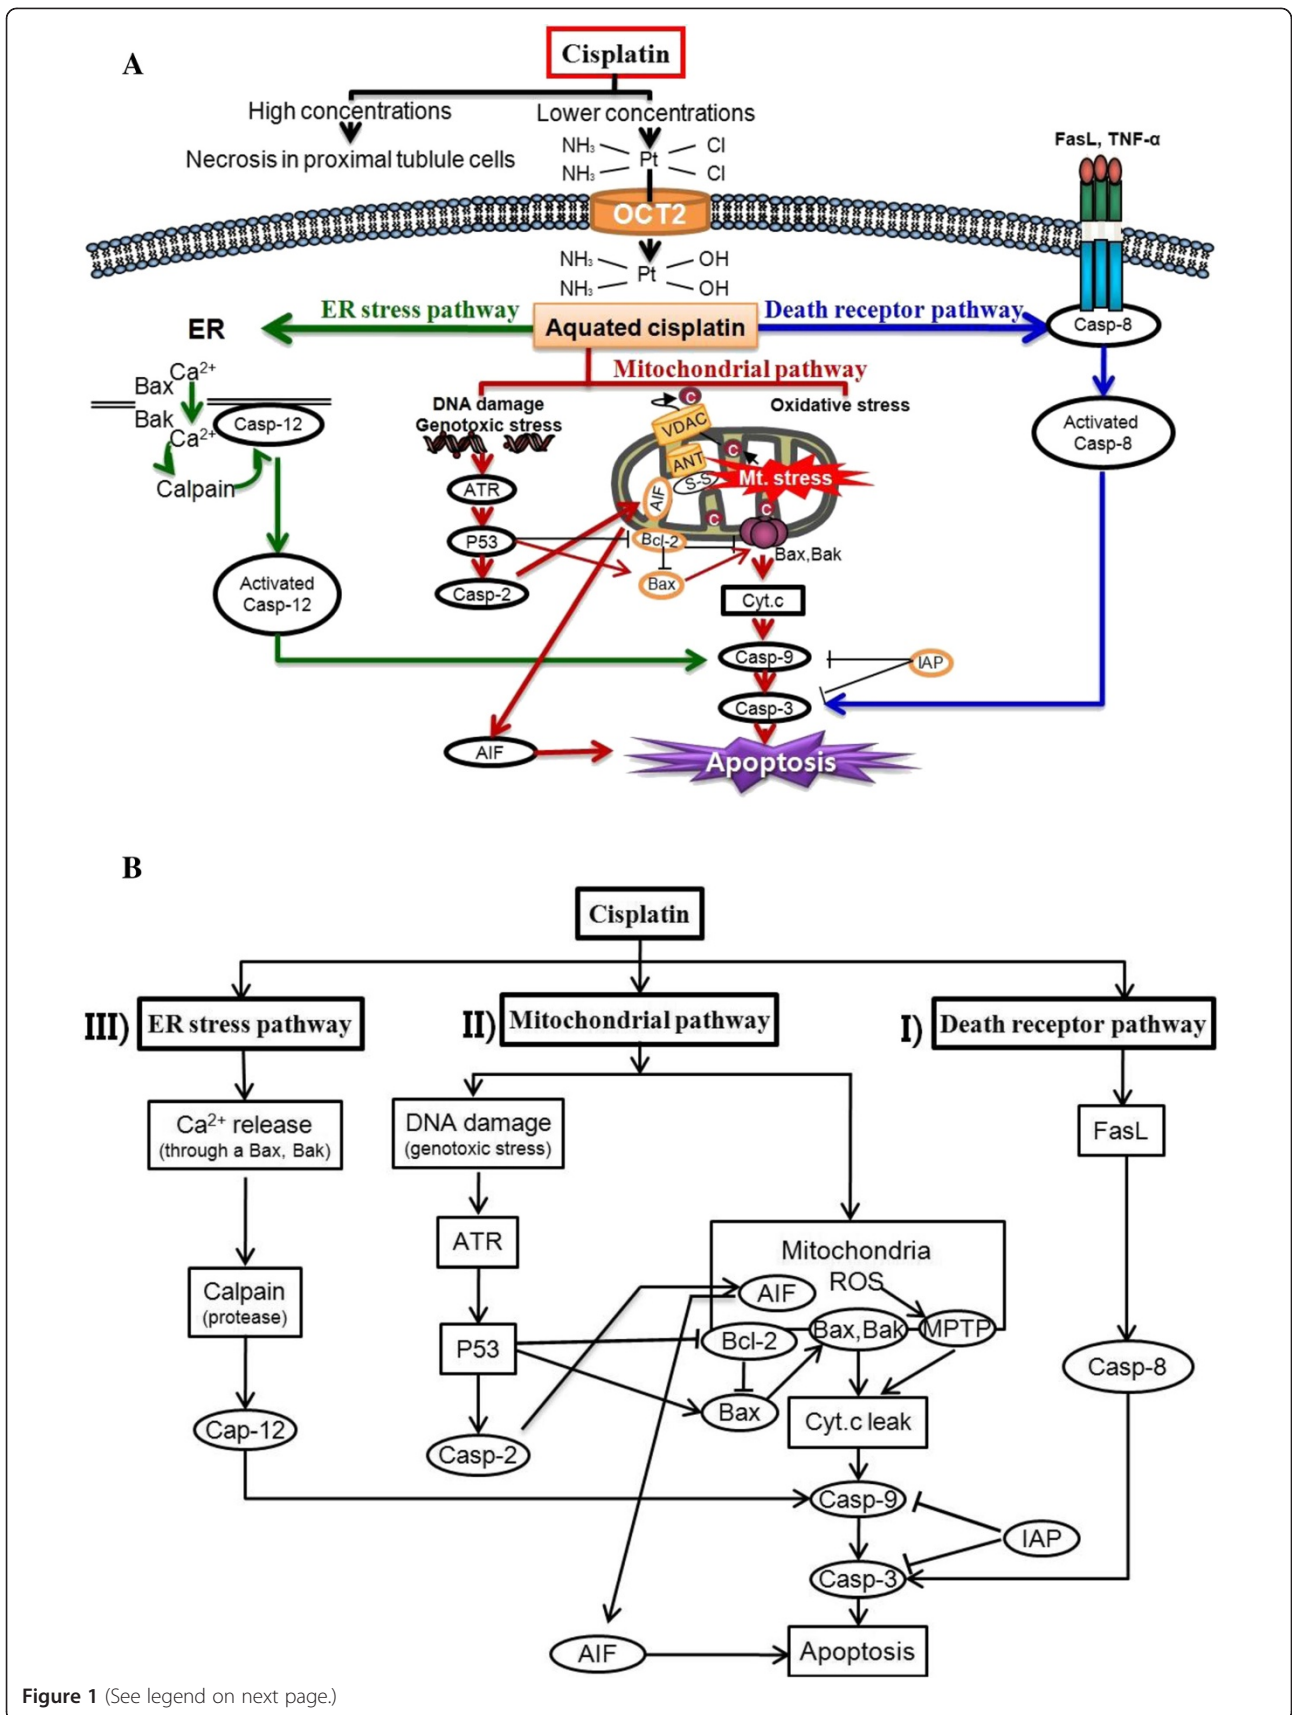 A
Cisplatin
High concentrations
Lower concentrations
Necrosis in proximal tublule cells
NH₃
Cl
Pt
NH₃
Cl
FasL, TNF-α
OCT2
NH₃
OH
Pt
NH₃
OH
ER
ER stress pathway
Aquated cisplatin
Death receptor pathway
Casp-8
Mitochondrial pathway
Bax
Ca²⁺
Bak
Ca²⁺
Casp-12
Calpain
DNA damage
Genotoxic stress
Oxidative stress
C
VDAC
C
ANT
S-S
Mt. stress
AIF
C
C
Activated
Casp-8
ATR
P53
Casp-2
Bcl-2
Bax
Bax,Bak
Activated
Casp-12
Cyt.c
Casp-9
IAP
Casp-3
AIF
Apoptosis
B
Cisplatin
III)
ER stress pathway
II)
Mitochondrial pathway
I)
Death receptor pathway
Ca²⁺ release
(through a Bax, Bak)
DNA damage
(genotoxic stress)
FasL
ATR
Calpain
(protease)
Mitochondria
ROS
AIF
P53
Bcl-2
Bax,Bak
MPTP
Casp-8
Cap-12
Casp-2
Bax
Cyt.c leak
Casp-9
IAP
Casp-3
AIF
Apoptosis
Figure 1 (See legend on next page.)